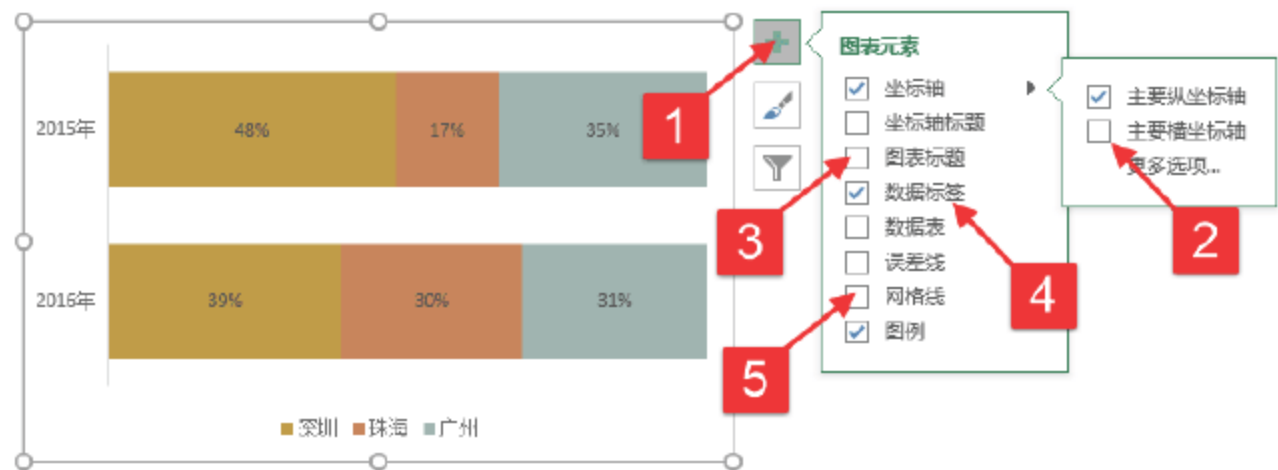 2015年 48% 17% 35%
2016年 39% 30% 31%
深圳 珠海 广州
1
图表元素
坐标轴
坐标轴标题
图表标题
数据标签
数据表
误差线
网格线
图例
主要纵坐标轴
主要横坐标轴
更多选项...
3
2
4
5